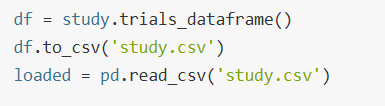 df = study.trials_dataframe()
df.to_csv('study.csv')
loaded = pd.read_csv('study.csv')